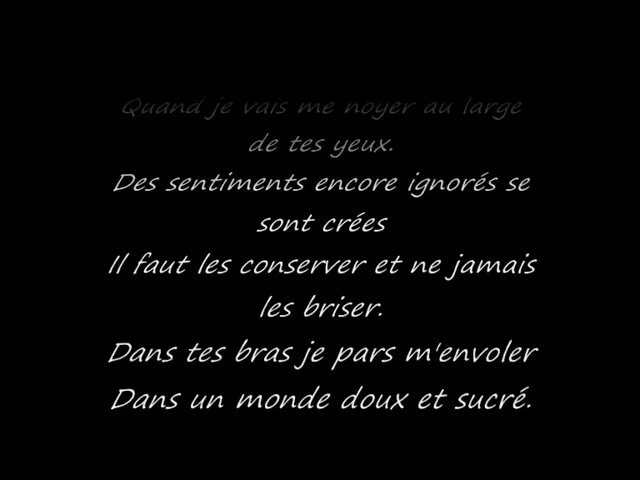 Quand je vais me noyer au large
de tes yeux.
Des sentiments encore ignorés se
sont crées
Il faut les conserver et ne jamais
les briser.
Dans tes bras je pars m'envoler
Dans un monde doux et sucré.